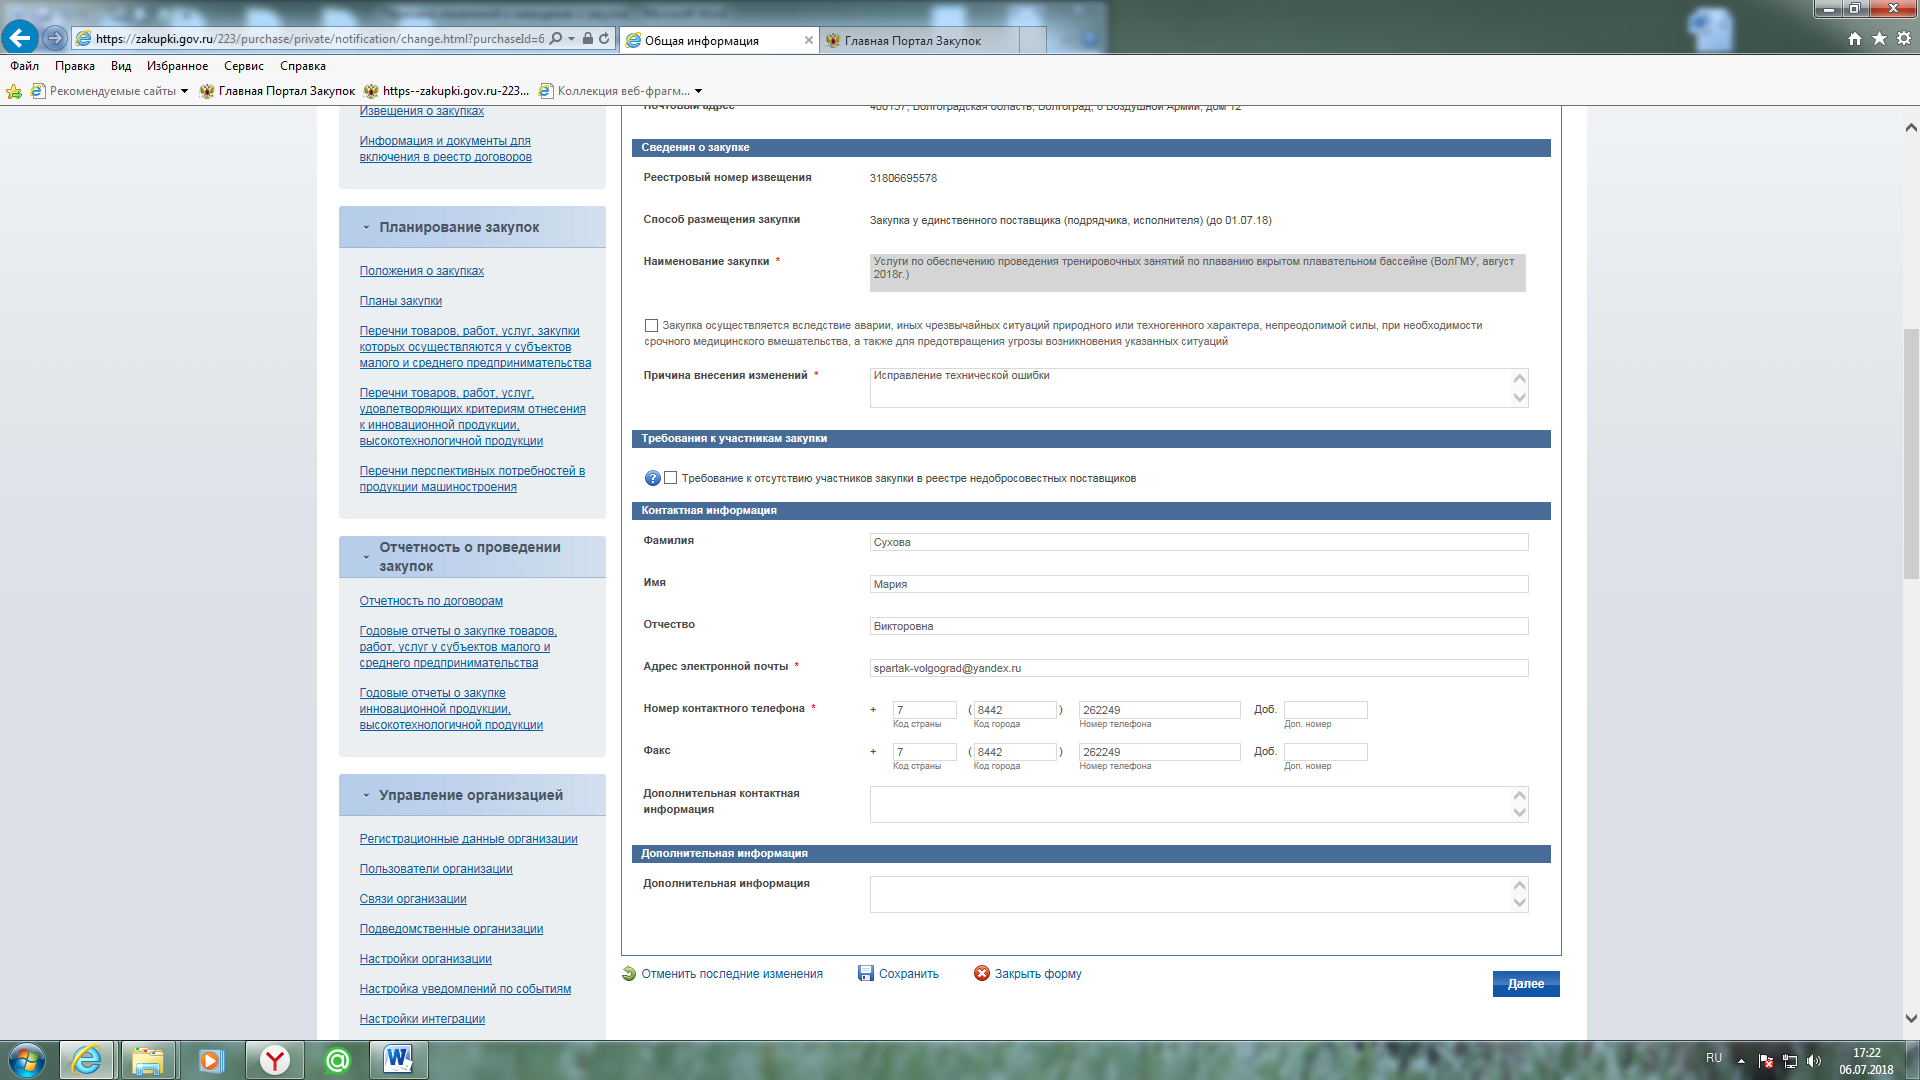 https://zakupki.gov.ru/223/purchase/private/notification/change.html?purchaseId=6
Общая информация
Главная Портал Закупок
Файл Правка Вид Избранное Сервис Справка
Рекомендуемые сайты Главная Портал Закупок https--zakupki.gov.ru-223... Коллекция веб-фрагм...
Извещения о закупках
Информация и документы для
включения в реестр договоров
Планирование закупок
Положения о закупках
Планы закупки
Перечни товаров, работ, услуг, закупки
которых осуществляются у субъектов
малого и среднего предпринимательства
Перечни товаров, работ, услуг,
удовлетворяющих критериям отнесения
к инновационной продукции,
высокотехнологичной продукции
Перечни перспективных потребностей в
продукции машиностроения
Отчетность о проведении
закупок
Отчетность по договорам
Годовые отчеты о закупке товаров,
работ, услуг у субъектов малого и
среднего предпринимательства
Годовые отчеты о закупке
инновационной продукции,
высокотехнологичной продукции
Управление организацией
Регистрационные данные организации
Пользователи организации
Связи организации
Подведомственные организации
Настройки организации
Настройка уведомлений по событиям
Настройки интеграции
Почтовый адрес 400137, Волгоградская область, Волгоград, 8 Воздушной Армии, дом 12
Сведения о закупке
Реестровый номер извещения 31806695578
Способ размещения закупки Закупка у единственного поставщика (подрядчика, исполнителя) (до 01.07.18)
Наименование закупки * Услуги по обеспечению проведения тренировочных занятий по плаванию вкрытом плавательном бассейне (ВолГМУ, август
2018г.)
Закупка осуществляется вследствие аварии, иных чрезвычайных ситуаций природного или техногенного характера, непреодолимой силы, при необходимости
срочного медицинского вмешательства, а также для предотвращения угрозы возникновения указанных ситуаций
Причина внесения изменений * Исправление технической ошибки
Требования к участникам закупки
? Требование к отсутствию участников закупки в реестре недобросовестных поставщиков
Контактная информация
Фамилия Сухова
Имя Мария
Отчество Викторовна
Адрес электронной почты * spartak-volgograd@yandex.ru
Номер контактного телефона * + 7 ( 8442 ) 262249 Доб.
Код страны Код города Номер телефона Доп. номер
Факс + 7 ( 8442 ) 262249 Доб.
Код страны Код города Номер телефона Доп. номер
Дополнительная контактная
информация
Дополнительная информация
Дополнительная информация
Отменить последние изменения Сохранить Закрыть форму
Далее
RU
17:22
06.07.2018